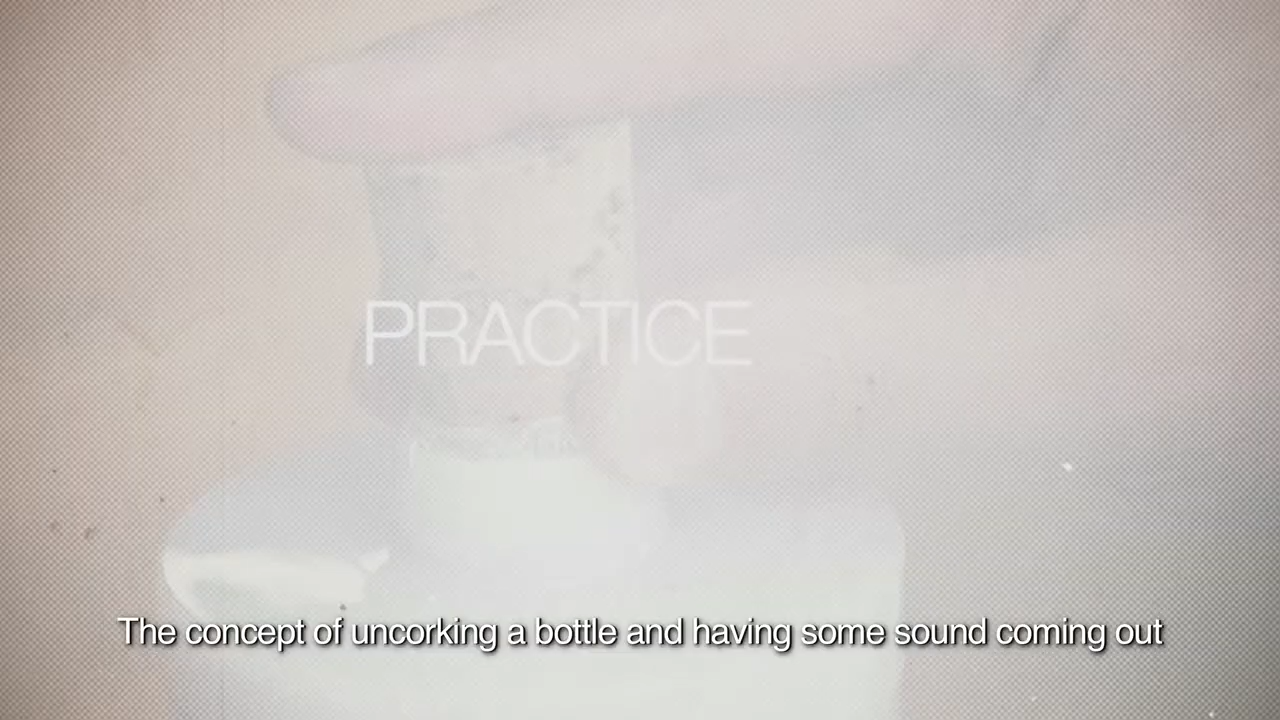 PRACTICE
The concept of uncorking a bottle and having some sound coming out